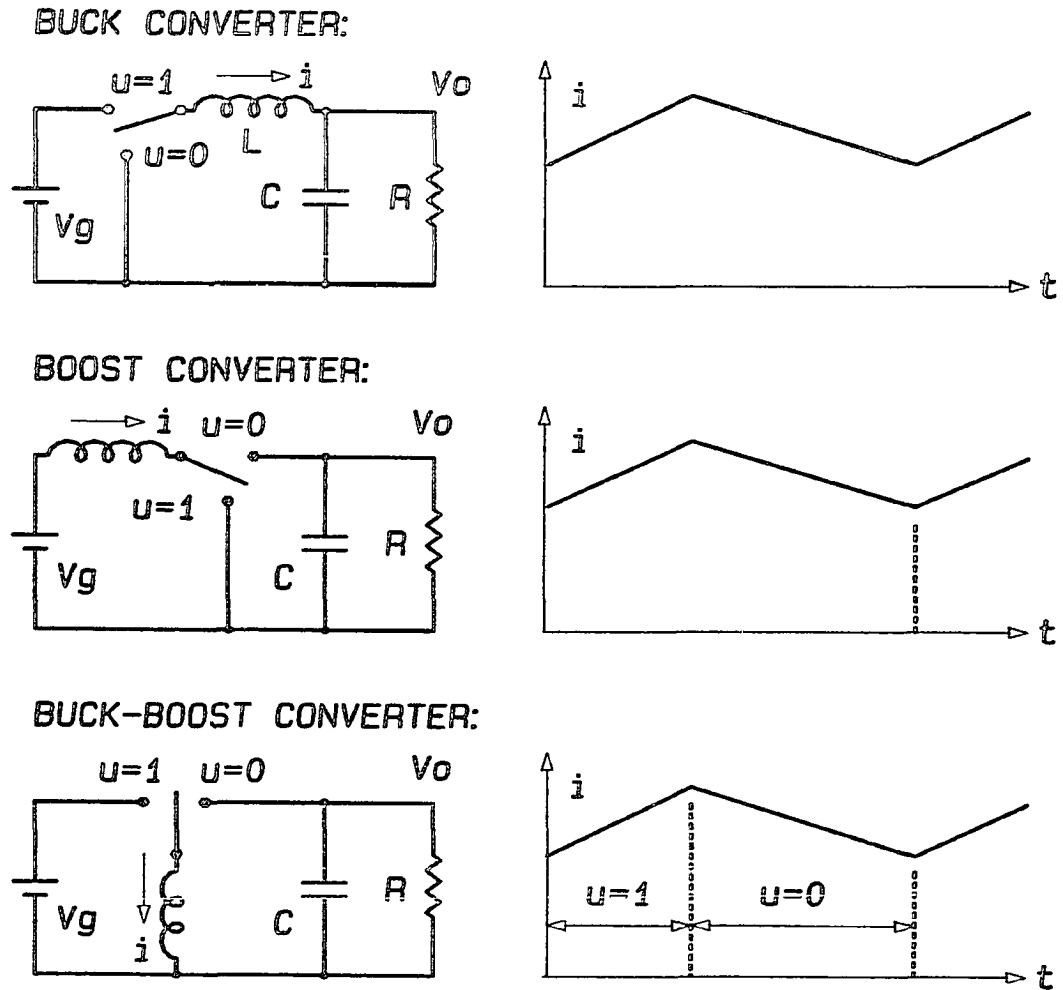 BUCK CONVERTER:
u=1
i
Vo
u=0
L
C
R
Vg
i
t
BOOST CONVERTER:
i
u=0
Vo
u=1
Vg
C
R
i
t
BUCK-BOOST CONVERTER:
u=1
u=0
Vo
Vg
i
C
R
i
u=1
u=0
t